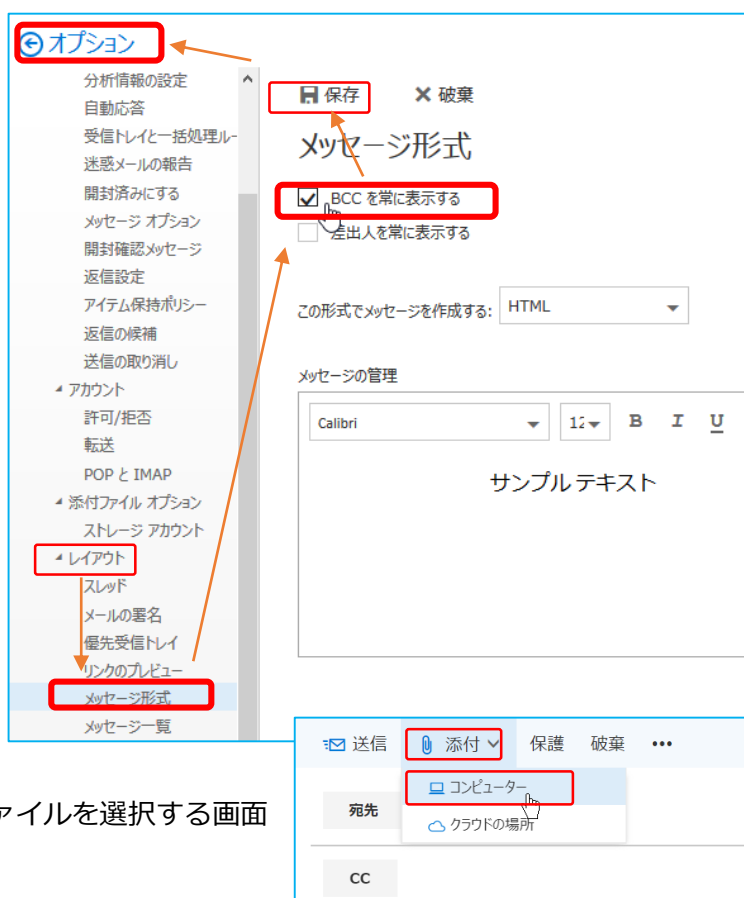 オプション
分析情報の設定
自動応答
受信トレイと一括処理ルー
迷惑メールの報告
開封済みにする
メッセージ オプション
開封確認メッセージ
返信設定
アイテム保持ポリシー
返信の候補
送信の取り消し
アカウント
許可/拒否
転送
POP と IMAP
添付ファイル オプション
ストレージ アカウント
レイアウト
スレッド
メールの署名
優先受信トレイ
リンクのプレビュー
メッセージ形式
メッセージ一覧
保存 破棄
メッセージ形式
BCC を常に表示する
差出人を常に表示する
この形式でメッセージを作成する: HTML
メッセージの管理
Calibri 12 B I U
サンプル テキスト
送信 添付 保護 破棄 •••
コンピューター
クラウドの場所
宛先
CC
ァイルを選択する画面